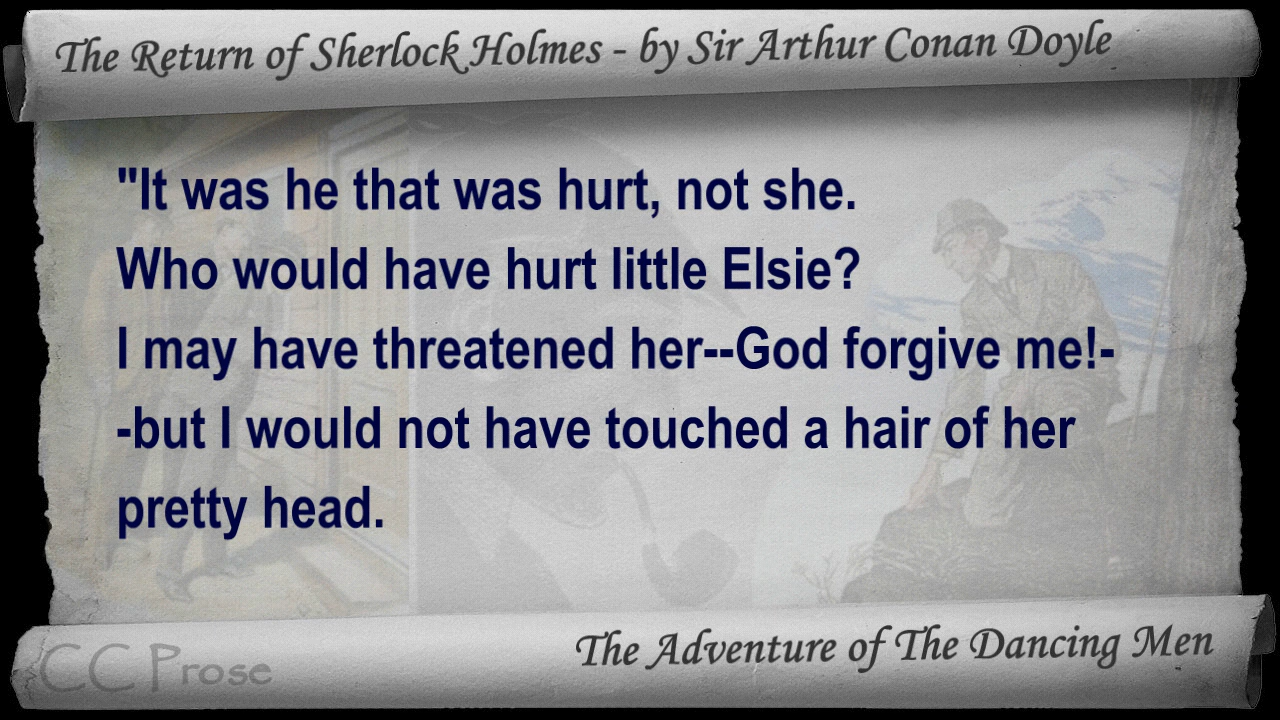 The Return of Sherlock Holmes - by Sir Arthur Conan Doyle
"It was he that was hurt, not she.
Who would have hurt little Elsie?
I may have threatened her--God forgive me!-
-but I would not have touched a hair of her
pretty head.
CC Prose
The Adventure of The Dancing Men